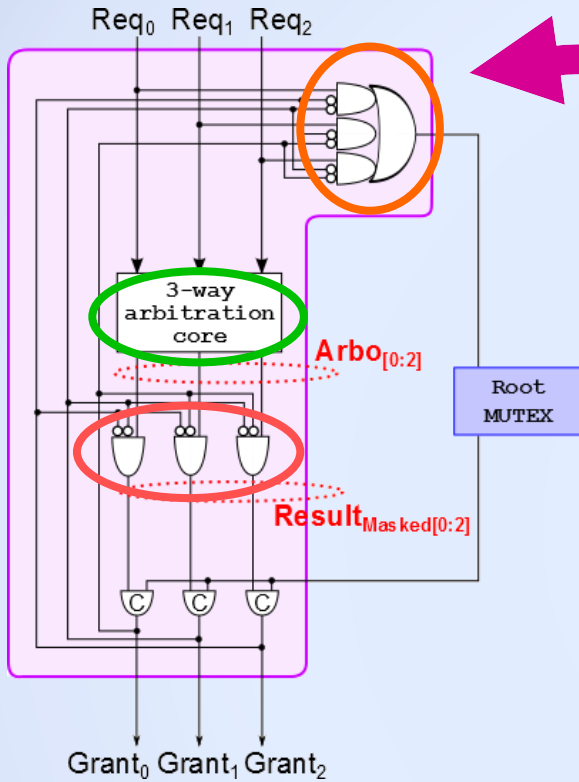 Req0 Req1 Req2
3-way
arbitration
core
Arbo[0:2]
Root
MUTEX
ResultMasked[0:2]
C C C
Grant0 Grant1 Grant2